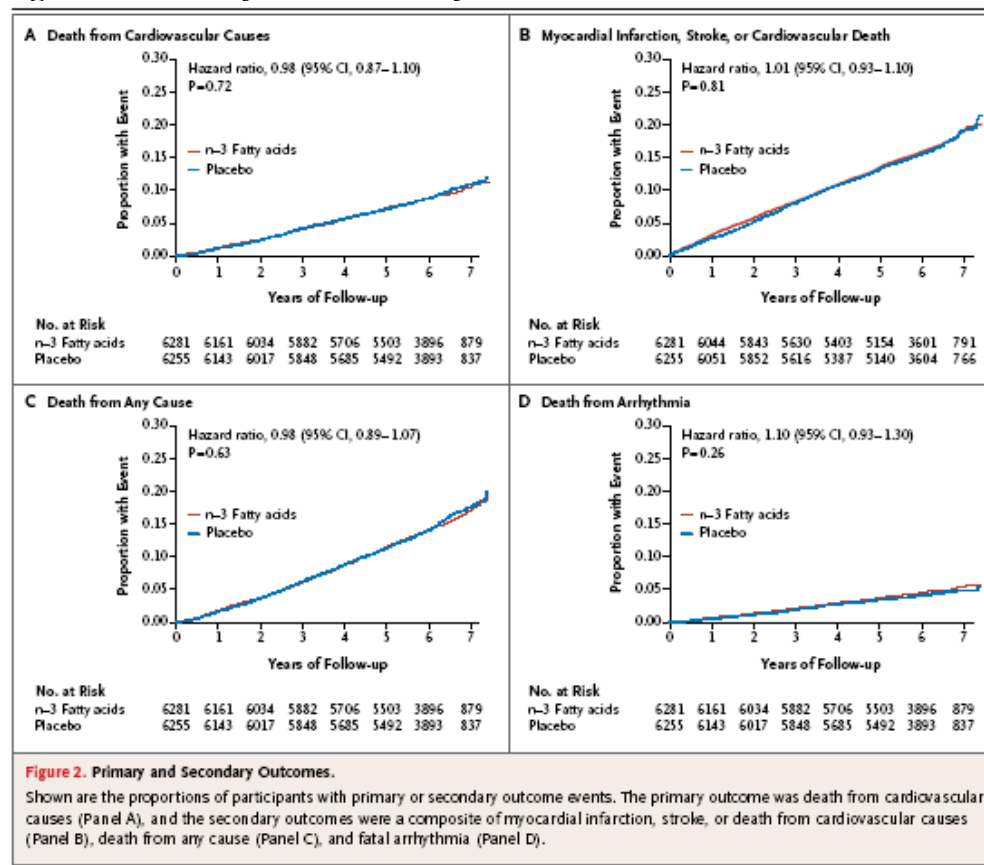 A Death from Cardiovascular Causes
0.30
0.25
0.20
0.15
0.10
0.05
0.00
Proportion with Event
Hazard ratio, 0.98 (95% CI, 0.87–1.10)
P=0.72
n–3 Fatty acids
Placebo
0 1 2 3 4 5 6 7
Years of Follow-up
No. at Risk
n–3 Fatty acids 6281 6161 6034 5882 5706 5503 3896 879
Placebo 6255 6143 6017 5848 5685 5492 3893 837
B Myocardial Infarction, Stroke, or Cardiovascular Death
0.30
0.25
0.20
0.15
0.10
0.05
0.00
Proportion with Event
Hazard ratio, 1.01 (95% CI, 0.93–1.10)
P=0.81
n–3 Fatty acids
Placebo
0 1 2 3 4 5 6 7
Years of Follow-up
No. at Risk
n–3 Fatty acids 6281 6044 5843 5630 5403 5154 3601 791
Placebo 6255 6051 5852 5616 5387 5140 3604 766
C Death from Any Cause
0.30
0.25
0.20
0.15
0.10
0.05
0.00
Proportion with Event
Hazard ratio, 0.98 (95% CI, 0.89–1.07)
P=0.63
n–3 Fatty acids
Placebo
0 1 2 3 4 5 6 7
Years of Follow-up
No. at Risk
n–3 Fatty acids 6281 6161 6034 5882 5706 5503 3896 879
Placebo 6255 6143 6017 5848 5685 5492 3893 837
D Death from Arrhythmia
0.30
0.25
0.20
0.15
0.10
0.05
0.00
Proportion with Event
Hazard ratio, 1.10 (95% CI, 0.93–1.30)
P=0.26
n–3 Fatty acids
Placebo
0 1 2 3 4 5 6 7
Years of Follow-up
No. at Risk
n–3 Fatty acids 6281 6161 6034 5882 5706 5503 3896 879
Placebo 6255 6143 6017 5848 5685 5492 3893 837
Figure 2. Primary and Secondary Outcomes.
Shown are the proportions of participants with primary or secondary outcome events. The primary outcome was death from cardiovascular
causes (Panel A), and the secondary outcomes were a composite of myocardial infarction, stroke, or death from cardiovascular causes
(Panel B), death from any cause (Panel C), and fatal arrhythmia (Panel D).